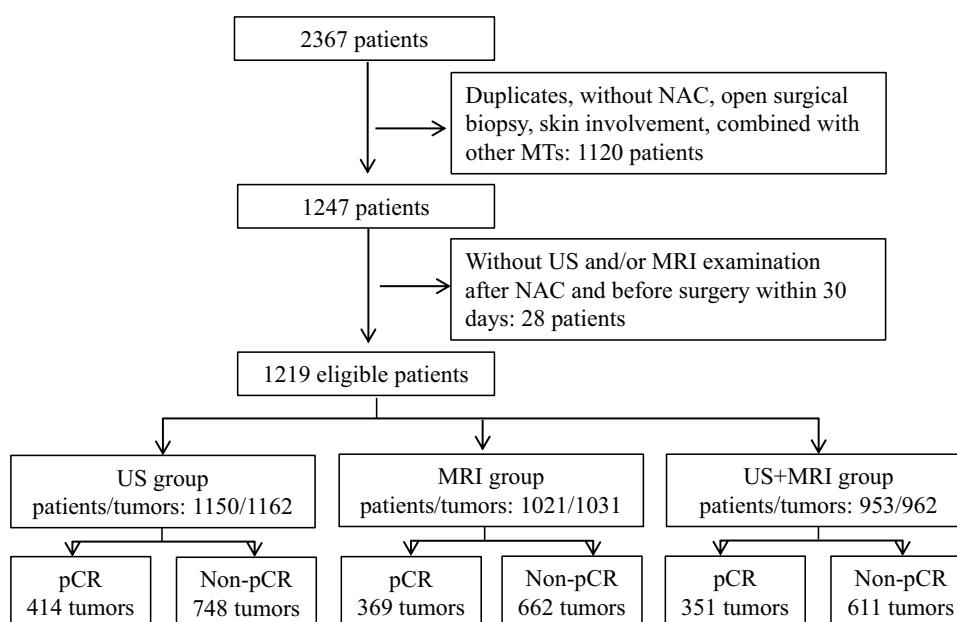 2367 patients
Duplicates, without NAC, open surgical
biopsy, skin involvement, combined with
other MTs: 1120 patients
1247 patients
Without US and/or MRI examination
after NAC and before surgery within 30
days: 28 patients
1219 eligible patients
US group
patients/tumors: 1150/1162
MRI group
patients/tumors: 1021/1031
US+MRI group
patients/tumors: 953/962
pCR
414 tumors
Non-pCR
748 tumors
pCR
369 tumors
Non-pCR
662 tumors
pCR
351 tumors
Non-pCR
611 tumors